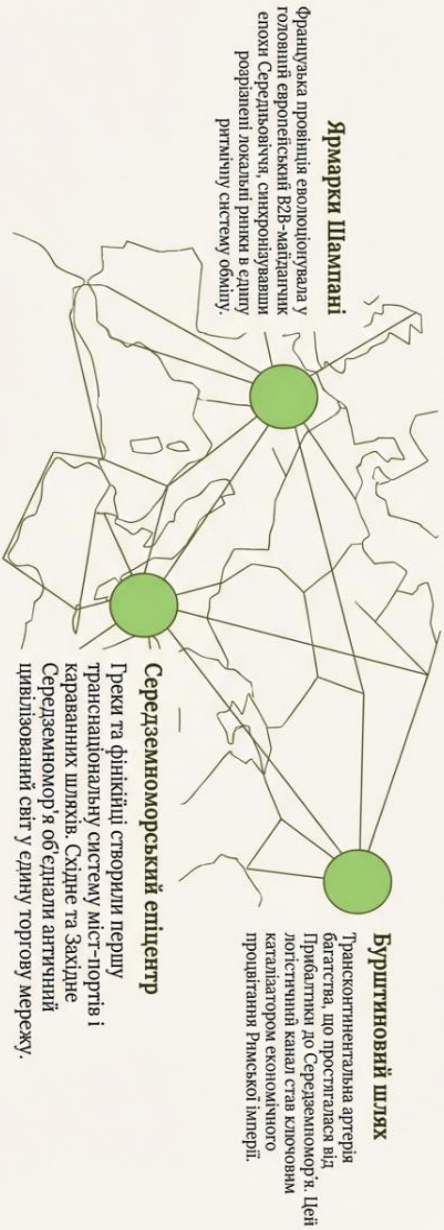 Ярмарки Шампані
Французька провінція еволюціонувала у
головний європейський B2B-майданчик
епохи Середньовіччя, синхронізувавши
розрізнені локальні ринки в єдину
ритмічну систему обміну.
Середземноморський епіцентр
Греки та фінікійці створили першу
транснаціональну систему міст-портів і
караванних шляхів. Східне та Західне
Середземномор'я об'єднали античний
цивілізований світ у єдину торгову мережу.
Бурштиновий шлях
Трансконтинентальна артерія
багатства, що простягалася від
Прибалтики до Середземномор'я. Цей
логістичний канал став ключовим
каталізатором економічного
процвітання Римської імперії.